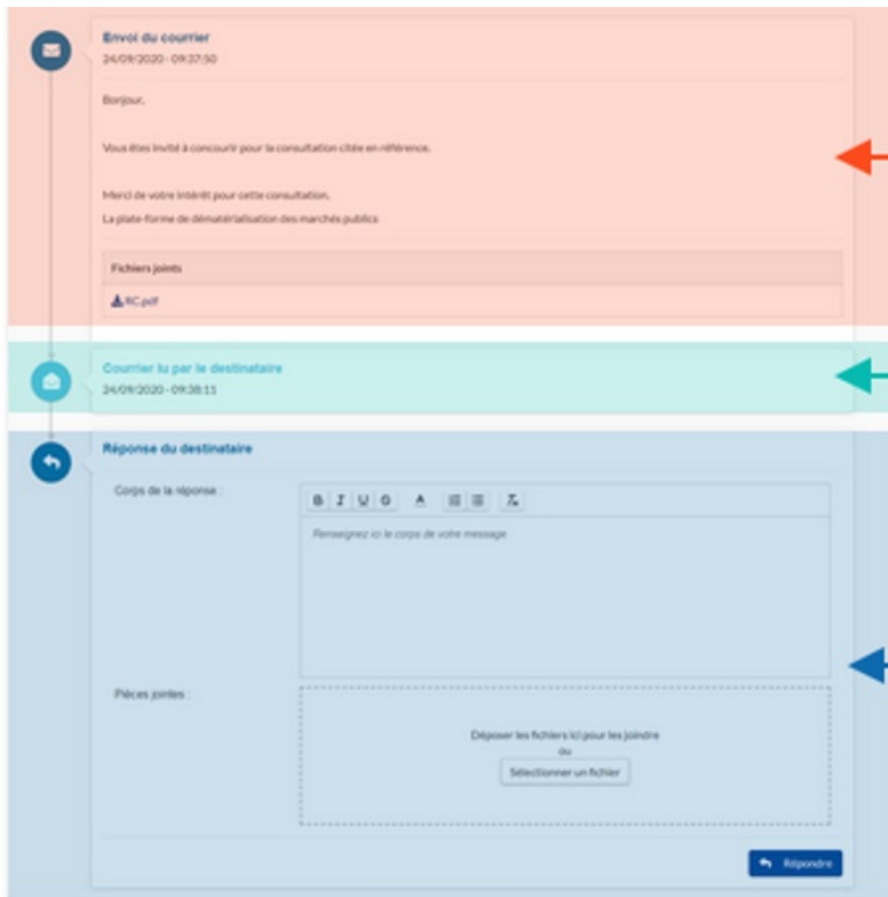 Envoi du courrier
24/09/2020 - 09:37:50
Bonjour,
Vous êtes invité à concourir pour la consultation citée en référence.
Merci de votre intérêt pour cette consultation.
La plate-forme de dématérialisation des marchés publics
Fichiers joints
RC.pdf
Courrier lu par le destinataire
24/09/2020 - 09:38:11
Réponse du destinataire
Corps de la réponse :
B I U G A
Renseignez ici le corps de votre message
Pièces jointes :
Déposer les fichiers ici pour les joindre
ou
Sélectionner un fichier
Répondre